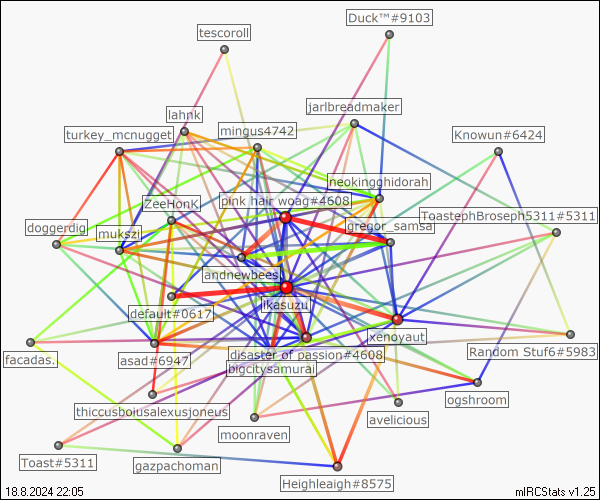 Duck™#9103
tescoroll
jarlbreadmaker
lahnk
mingus4742
turkey_mcnugget
Knowun#6424
neokingghidorah
pink hair woag#4608
ZeeHonK
ToastephBroseph5311#5311
doggerdig
mukszi
gregor_samsa
andnewbees
ikasuzu
default#0617
xenoyaut
facadas.
asad#6947
disaster of passion#4608
Random Stuf6#5983
bigcitysamurai
ogshroom
thiccusboiusalexusjoneus
avelicious
moonraven
Toast#5311
gazpachoman
Heighleaigh#8575
18.8.2024 22:05
mIRCStats v1.25